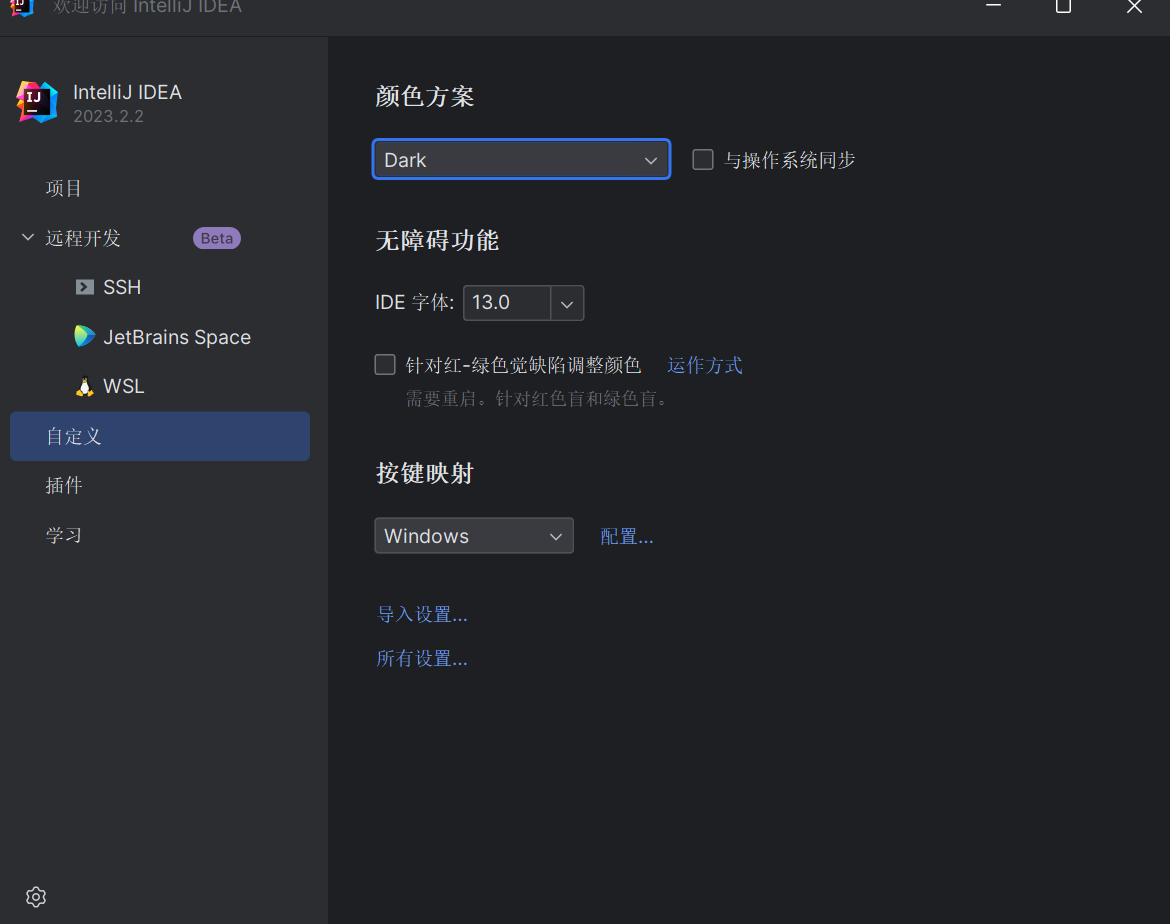 欢迎访问 IntelliJ IDEA
IntelliJ IDEA
2023.2.2
项目
远程开发 Beta
SSH
JetBrains Space
WSL
自定义
插件
学习
颜色方案
Dark 与操作系统同步
无障碍功能
IDE 字体: 13.0
针对红-绿色觉缺陷调整颜色 运作方式
需要重启。针对红色盲和绿色盲。
按键映射
Windows 配置...
导入设置...
所有设置...